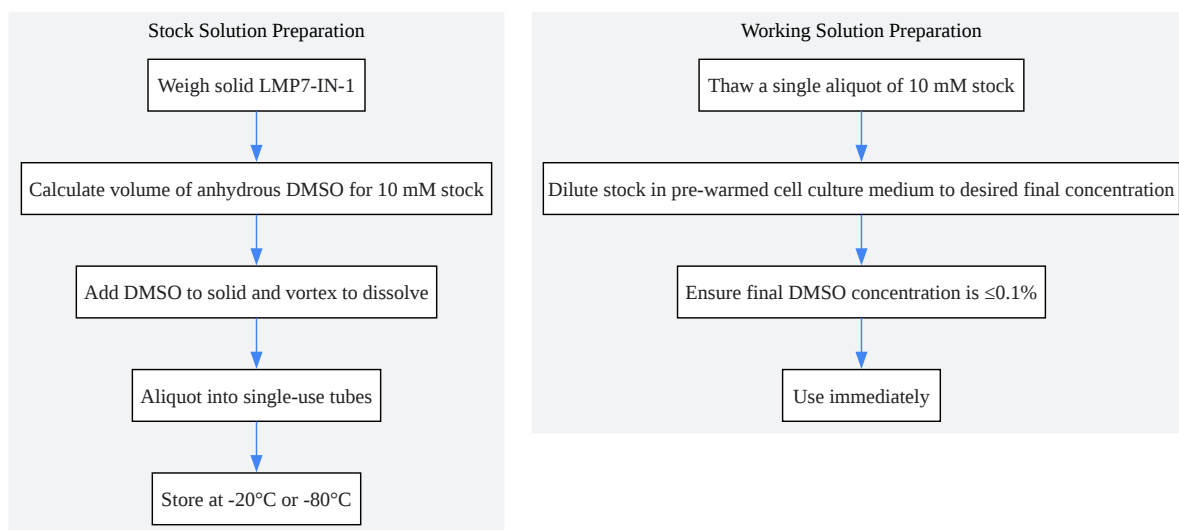 Stock Solution Preparation
Weigh solid LMP7-IN-1
Calculate volume of anhydrous DMSO for 10 mM stock
Add DMSO to solid and vortex to dissolve
Aliquot into single-use tubes
Store at -20°C or -80°C
Working Solution Preparation
Thaw a single aliquot of 10 mM stock
Dilute stock in pre-warmed cell culture medium to desired final concentration
Ensure final DMSO concentration is ≤0.1%
Use immediately